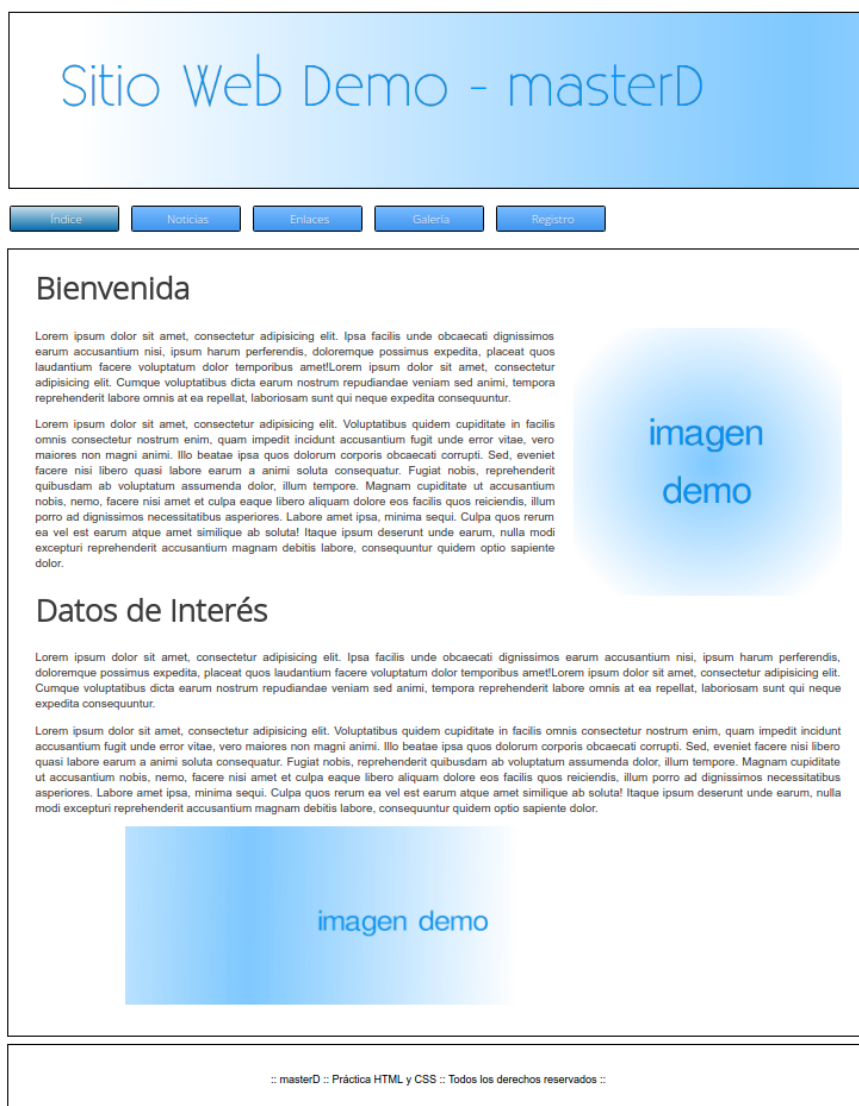 Sitio Web Demo - masterD
Índice
Noticias
Enlaces
Galería
Registro
Bienvenida
Lorem ipsum dolor sit amet, consectetur adipisicing elit. Ipsa facilis unde obcaecati dignissimos
earum accusantium nisi, ipsum harum perferendis, doloremque possimus expedita, placeat quos
laudantium facere voluptatum dolor temporibus amet!Lorem ipsum dolor sit amet, consectetur
adipisicing elit. Cumque voluptatibus dicta earum nostrum repudiandae veniam sed animi, tempora
reprehenderit labore omnis at ea repellat, laboriosam sunt qui neque expedita consequuntur.
Lorem ipsum dolor sit amet, consectetur adipisicing elit. Voluptatibus quidem cupiditate in facilis
omnis consectetur nostrum enim, quam impedit incidunt accusantium fugit unde error vitae, vero
maiores non magni animi. Illo beatae ipsa quos dolorum corporis obcaecati corrupti. Sed, eveniet
facere nisi libero quasi labore earum a animi soluta consequatur. Fugiat nobis, reprehenderit
quibusdam ab voluptatum assumenda dolor, illum tempore. Magnam cupiditate ut accusantium
nobis, nemo, facere nisi amet et culpa eaque libero aliquam dolore eos facilis quos reiciendis, illum
porro ad dignissimos necessitatibus asperiores. Labore amet ipsa, minima sequi. Culpa quos rerum
ea vel est earum atque amet similique ab soluta! Itaque ipsum deserunt unde earum, nulla modi
excepturi reprehenderit accusantium magnam debitis labore, consequuntur quidem optio sapiente
dolor.
imagen
demo
Datos de Interés
Lorem ipsum dolor sit amet, consectetur adipisicing elit. Ipsa facilis unde obcaecati dignissimos earum accusantium nisi, ipsum harum perferendis,
doloremque possimus expedita, placeat quos laudantium facere voluptatum dolor temporibus amet!Lorem ipsum dolor sit amet, consectetur adipisicing elit.
Cumque voluptatibus dicta earum nostrum repudiandae veniam sed animi, tempora reprehenderit labore omnis at ea repellat, laboriosam sunt qui neque
expedita consequuntur.
Lorem ipsum dolor sit amet, consectetur adipisicing elit. Voluptatibus quidem cupiditate in facilis omnis consectetur nostrum enim, quam impedit incidunt
accusantium fugit unde error vitae, vero maiores non magni animi. Illo beatae ipsa quos dolorum corporis obcaecati corrupti. Sed, eveniet facere nisi libero
quasi labore earum a animi soluta consequatur. Fugiat nobis, reprehenderit quibusdam ab voluptatum assumenda dolor, illum tempore. Magnam cupiditate
ut accusantium nobis, nemo, facere nisi amet et culpa eaque libero aliquam dolore eos facilis quos reiciendis, illum porro ad dignissimos necessitatibus
asperiores. Labore amet ipsa, minima sequi. Culpa quos rerum ea vel est earum atque amet similique ab soluta! Itaque ipsum deserunt unde earum, nulla
modi excepturi reprehenderit accusantium magnam debitis labore, consequuntur quidem optio sapiente dolor.
imagen demo
:: masterD :: Práctica HTML y CSS :: Todos los derechos reservados ::